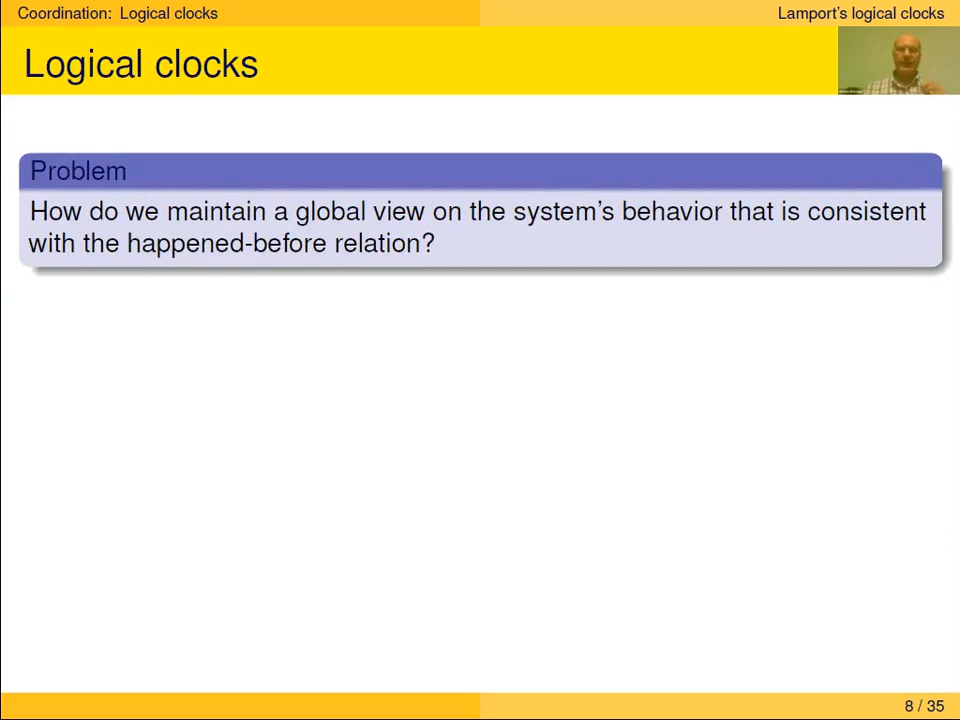 Coordination: Logical clocks
Lamport's logical clocks
Logical clocks
Problem
How do we maintain a global view on the system's behavior that is consistent
with the happened-before relation?
8 / 35